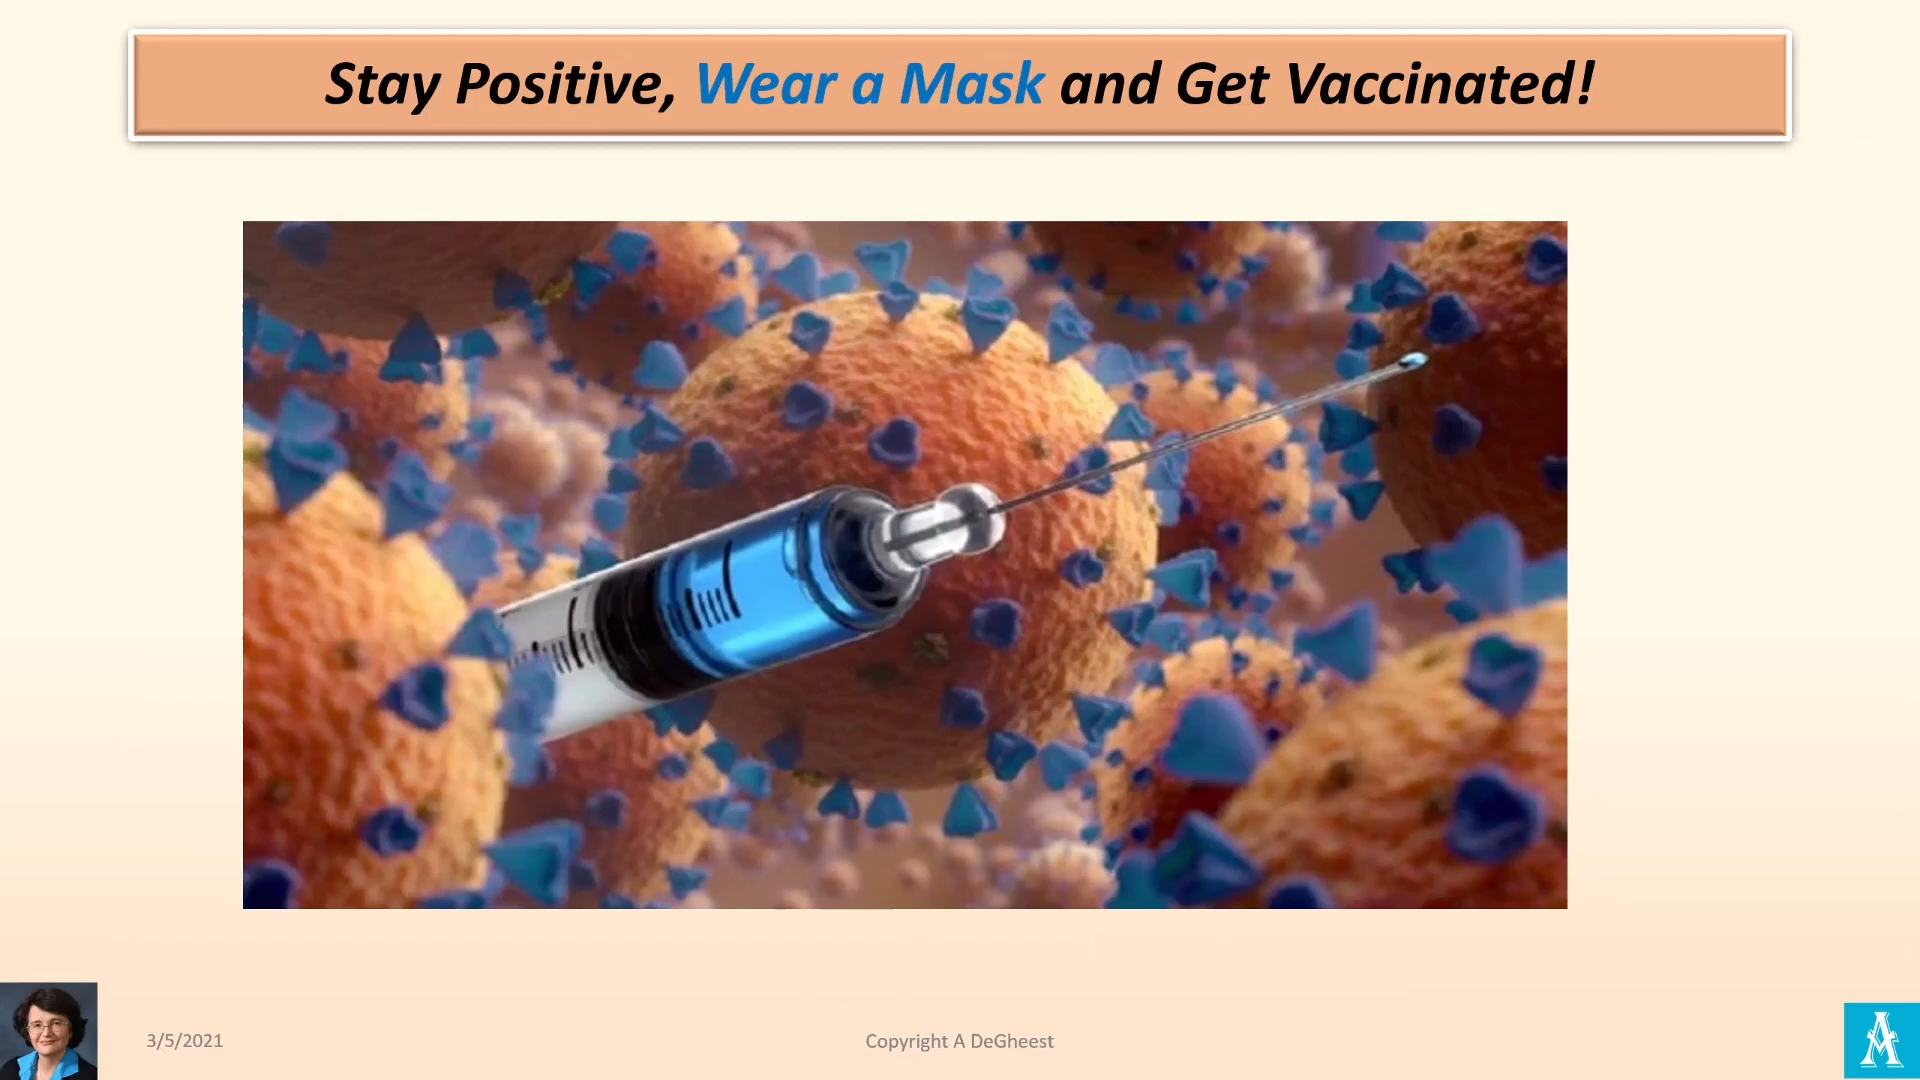 Stay Positive, Wear a Mask and Get Vaccinated!
3/5/2021
Copyright A DeGheest
A